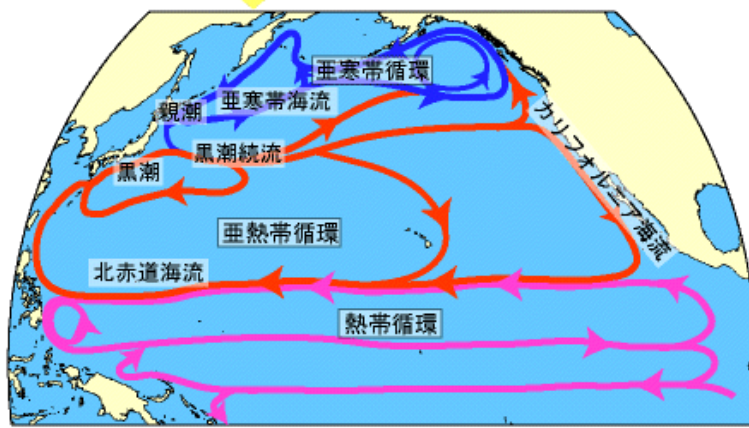 亜寒帯循環
亜寒帯海流
親潮
黒潮続流
黒潮
カリフォルニア海流
亜熱帯循環
北赤道海流
熱帯循環